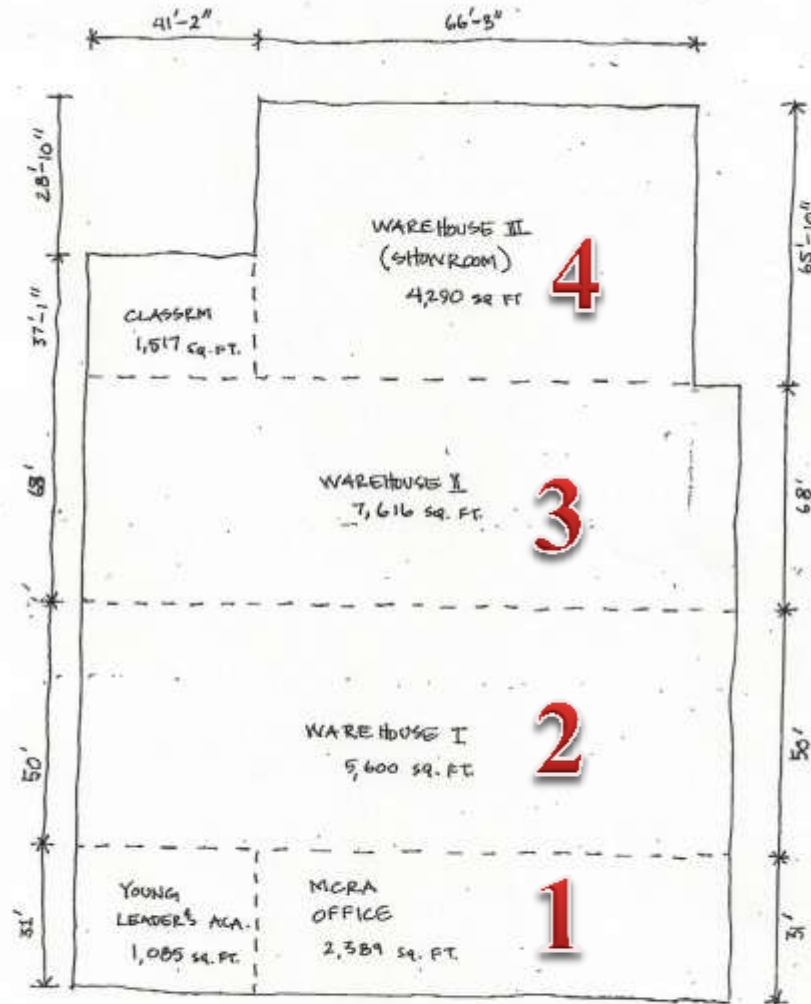 41'-2"
66'-3"
28'-10"
65'-10"
WAREHOUSE III
(SHOWROOM)
4,290 SQ FT
4
37'-1"
CLASSRM
1,517 SQ. FT.
68'
WAREHOUSE II
7,616 SQ. FT.
3
68'
50'
WAREHOUSE I
5,600 SQ. FT.
2
50'
31'
YOUNG
LEADER'S ACA.
1,085 SQ. FT.
MCRA
OFFICE
2,389 SQ. FT.
1
31'